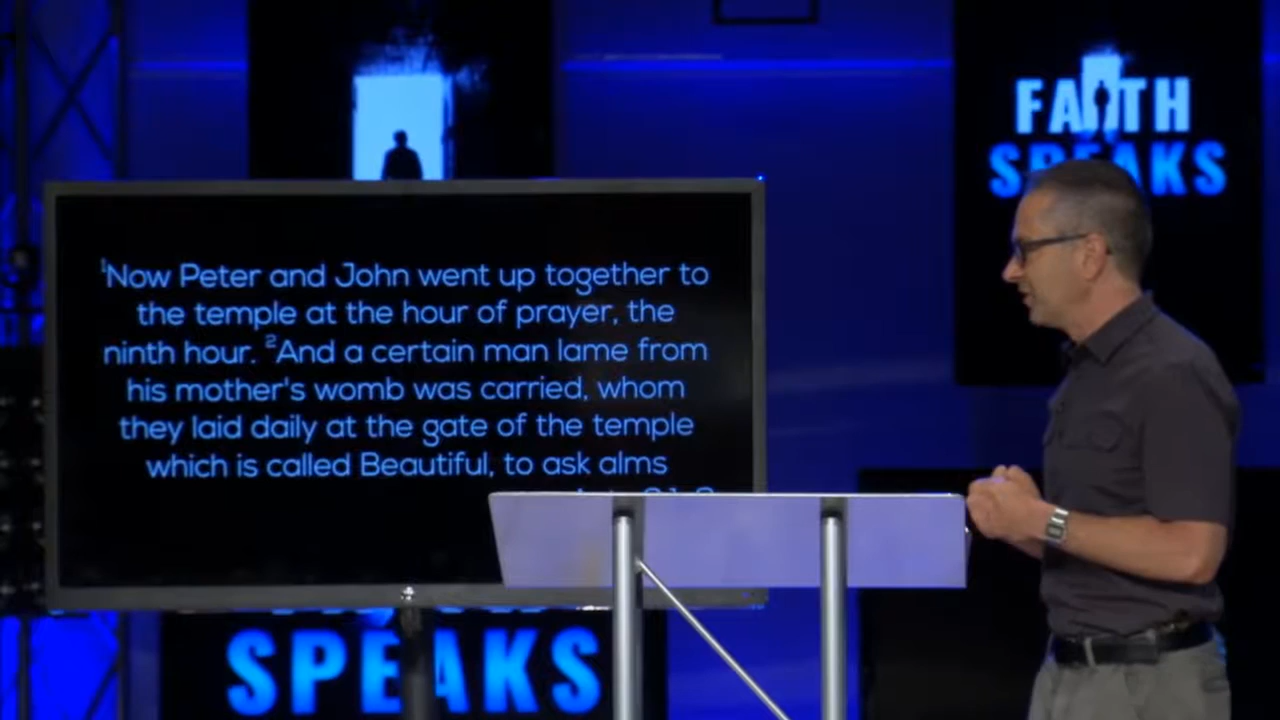 FAITH
SPEAKS
¹Now Peter and John went up together to
the temple at the hour of prayer, the
ninth hour. ²And a certain man lame from
his mother's womb was carried, whom
they laid daily at the gate of the temple
which is called Beautiful, to ask alms
SPEAKS